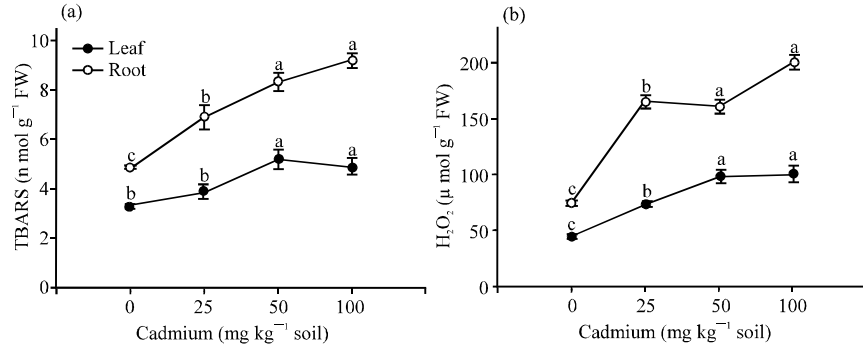 (a)
10
8
6
4
2
0
TBARS (n mol g⁻¹ FW)
Leaf
Root
c
b
a
a
b
b
a
a
0 25 50 100
Cadmium (mg kg⁻¹ soil)
(b)
200
150
100
50
0
H₂O₂ (µ mol g⁻¹ FW)
c
b
a
a
c
b
a
a
0 25 50 100
Cadmium (mg kg⁻¹ soil)